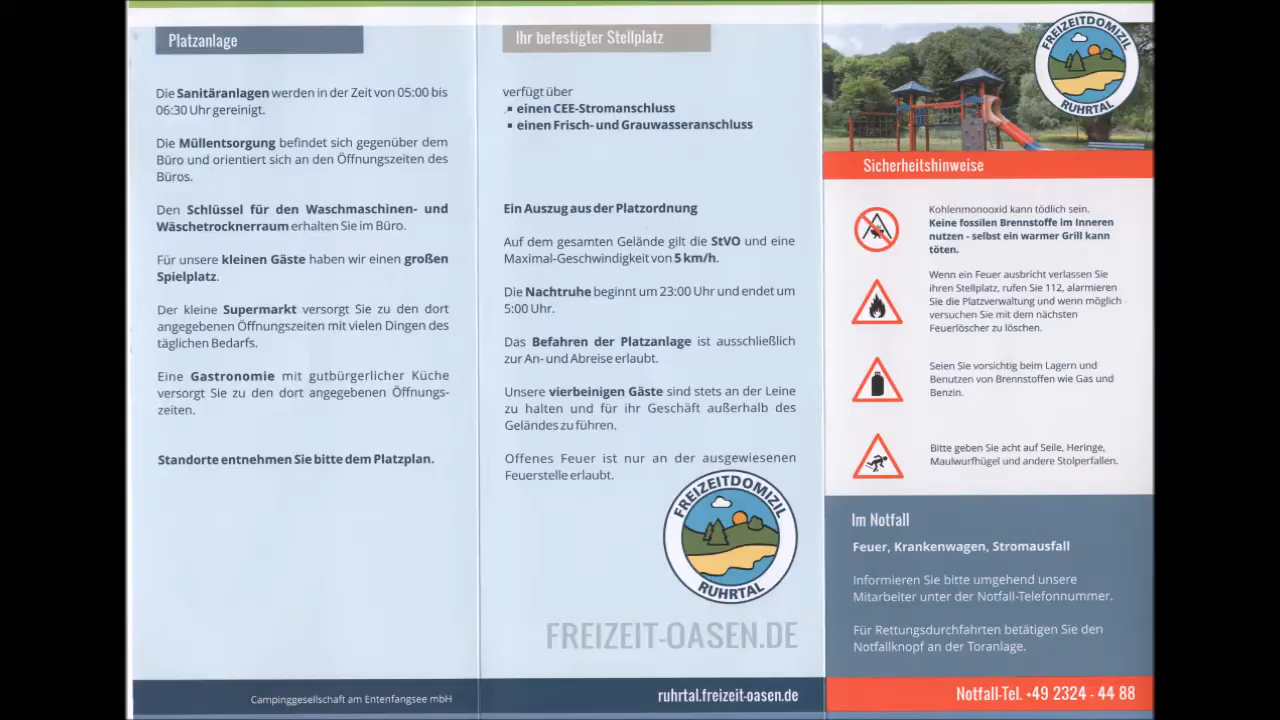 Platzanlage
Die Sanitäranlagen werden in der Zeit von 05:00 bis
06:30 Uhr gereinigt.
Die Müllentsorgung befindet sich gegenüber dem
Büro und orientiert sich an den Öffnungszeiten des
Büros.
Den Schlüssel für den Waschmaschinen- und
Wäschetrocknerraum erhalten Sie im Büro.
Für unsere kleinen Gäste haben wir einen großen
Spielplatz.
Der kleine Supermarkt versorgt Sie zu den dort
angegebenen Öffnungszeiten mit vielen Dingen des
täglichen Bedarfs.
Eine Gastronomie mit gutbürgerlicher Küche
versorgt Sie zu den dort angegebenen Öffnungs-
zeiten.
Standorte entnehmen Sie bitte dem Platzplan.
Campinggesellschaft am Entenfangsee mbH
Ihr befestigter Stellplatz
verfügt über
▪ einen CEE-Stromanschluss
▪ einen Frisch- und Grauwasseranschluss
Ein Auszug aus der Platzordnung
Auf dem gesamten Gelände gilt die StVO und eine
Maximal-Geschwindigkeit von 5 km/h.
Die Nachtruhe beginnt um 23:00 Uhr und endet um
5:00 Uhr.
Das Befahren der Platzanlage ist ausschließlich
zur An- und Abreise erlaubt.
Unsere vierbeinigen Gäste sind stets an der Leine
zu halten und für ihr Geschäft außerhalb des
Geländes zu führen.
Offenes Feuer ist nur an der ausgewiesenen
Feuerstelle erlaubt.
FREIZEITDOMIZIL
RUHRTAL
FREIZEIT-OASEN.DE
ruhrtal.freizeit-oasen.de
FREIZEITDOMIZIL
RUHRTAL
Sicherheitshinweise
Kohlenmonooxid kann tödlich sein.
Keine fossilen Brennstoffe im Inneren
nutzen - selbst ein warmer Grill kann
töten.
Wenn ein Feuer ausbricht verlassen Sie
ihren Stellplatz, rufen Sie 112, alarmieren
Sie die Platzverwaltung und wenn möglich
versuchen Sie mit dem nächsten
Feuerlöscher zu löschen.
Seien Sie vorsichtig beim Lagern und
Benutzen von Brennstoffen wie Gas und
Benzin.
Bitte geben Sie acht auf Seile, Heringe,
Maulwurfhügel und andere Stolperfallen.
Im Notfall
Feuer, Krankenwagen, Stromausfall
Informieren Sie bitte umgehend unsere
Mitarbeiter unter der Notfall-Telefonnummer.
Für Rettungsdurchfahrten betätigen Sie den
Notfallknopf an der Toranlage.
Notfall-Tel. +49 2324 - 44 88